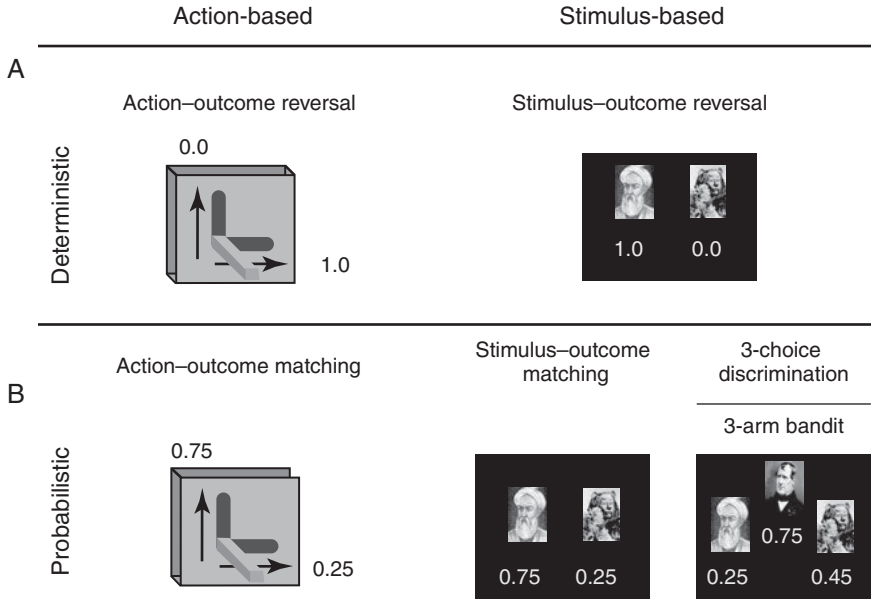 Action-based
Stimulus-based
A
Deterministic
Action–outcome reversal
0.0
1.0
Stimulus–outcome reversal
1.0 0.0
B
Probabilistic
Action–outcome matching
0.75
0.25
Stimulus–outcome
matching
0.75 0.25
3-choice
discrimination
3-arm bandit
0.75
0.25 0.45